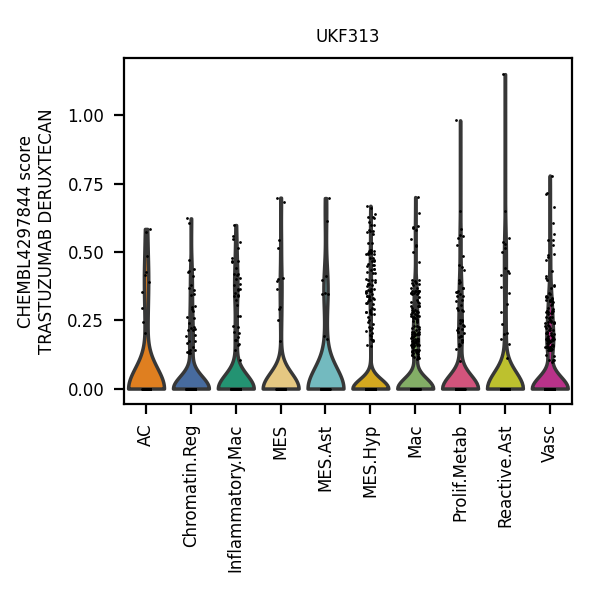 UKF313
CHEMBL4297844 score
TRASTUZUMAB DERUXTECAN
1.00
0.75
0.50
0.25
0.00
AC
Chromatin.Reg
Inflammatory.Mac
MES
MES.Ast
MES.Hyp
Mac
Prolif.Metab
Reactive.Ast
Vasc